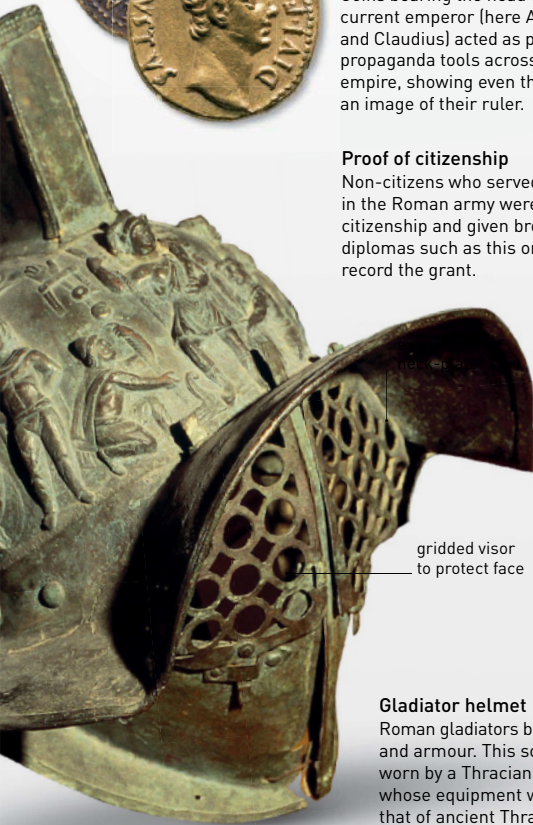 current emperor (here A
and Claudius) acted as p
propaganda tools across
empire, showing even th
an image of their ruler.
Proof of citizenship
Non-citizens who served
in the Roman army were
citizenship and given br
diplomas such as this o
record the grant.
gridded visor
to protect face
Gladiator helmet
Roman gladiators b
and armour. This s
worn by a Thracian
whose equipment w
that of ancient Thra